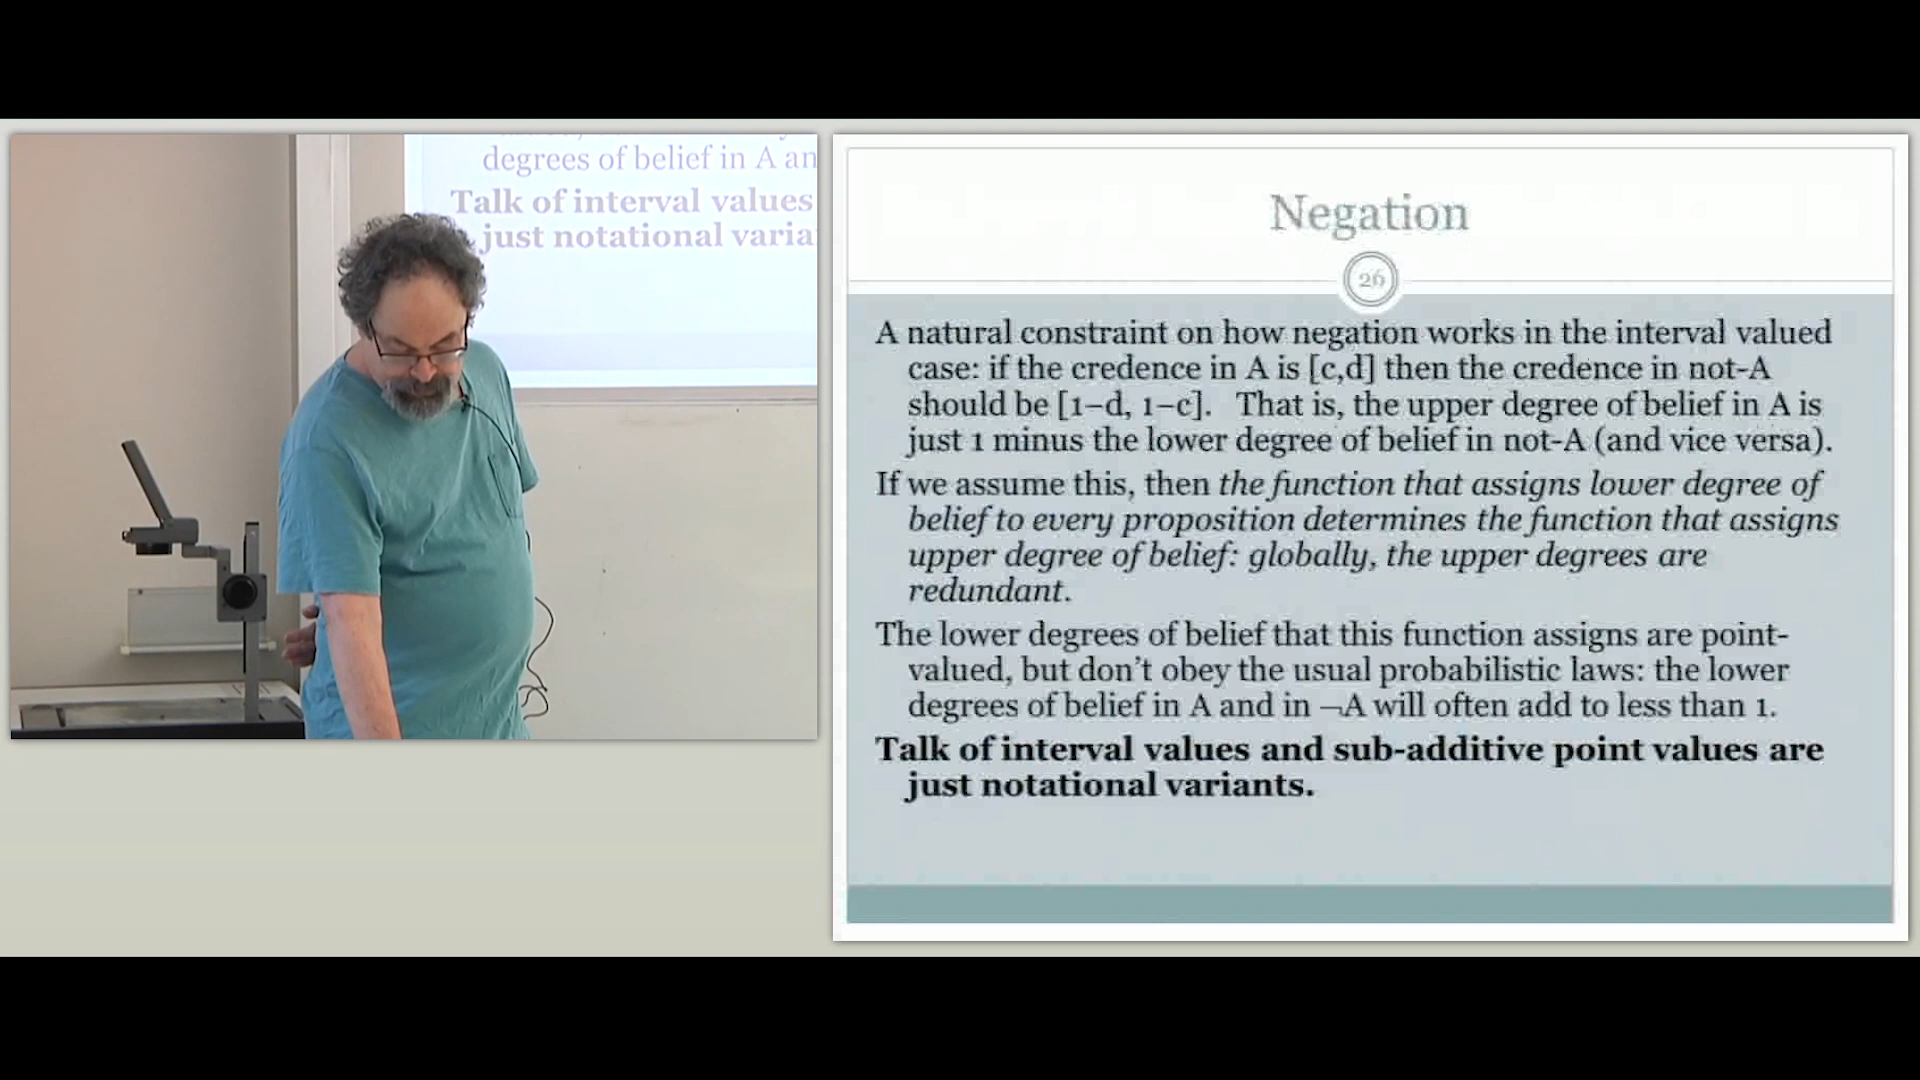 degrees of belief in A an
Talk of interval values
just notational varia
Negation
26
A natural constraint on how negation works in the interval valued
case: if the credence in A is [c,d] then the credence in not-A
should be [1–d, 1–c]. That is, the upper degree of belief in A is
just 1 minus the lower degree of belief in not-A (and vice versa).
If we assume this, then the function that assigns lower degree of
belief to every proposition determines the function that assigns
upper degree of belief: globally, the upper degrees are
redundant.
The lower degrees of belief that this function assigns are point-
valued, but don't obey the usual probabilistic laws: the lower
degrees of belief in A and in ¬A will often add to less than 1.
Talk of interval values and sub-additive point values are
just notational variants.